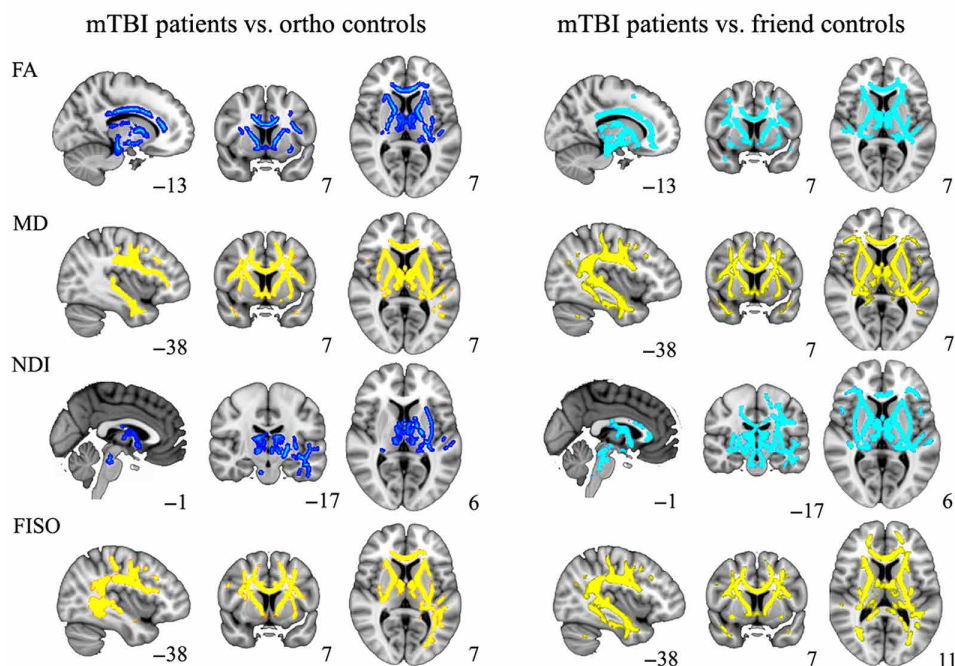 mTBI patients vs. ortho controls mTBI patients vs. friend controls
FA
−13 7 7 −13 7 7
MD
−38 7 7 −38 7 7
NDI
−1 −17 6 −1 −17 6
FISO
−38 7 7 −38 7 11